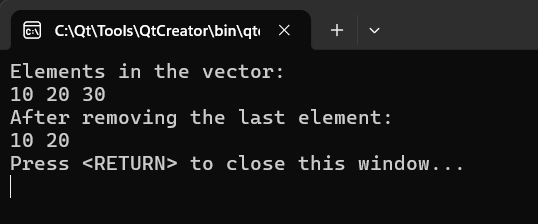 C:\Qt\Tools\QtCreator\bin\qt
Elements in the vector:
10 20 30
After removing the last element:
10 20
Press <RETURN> to close this window...